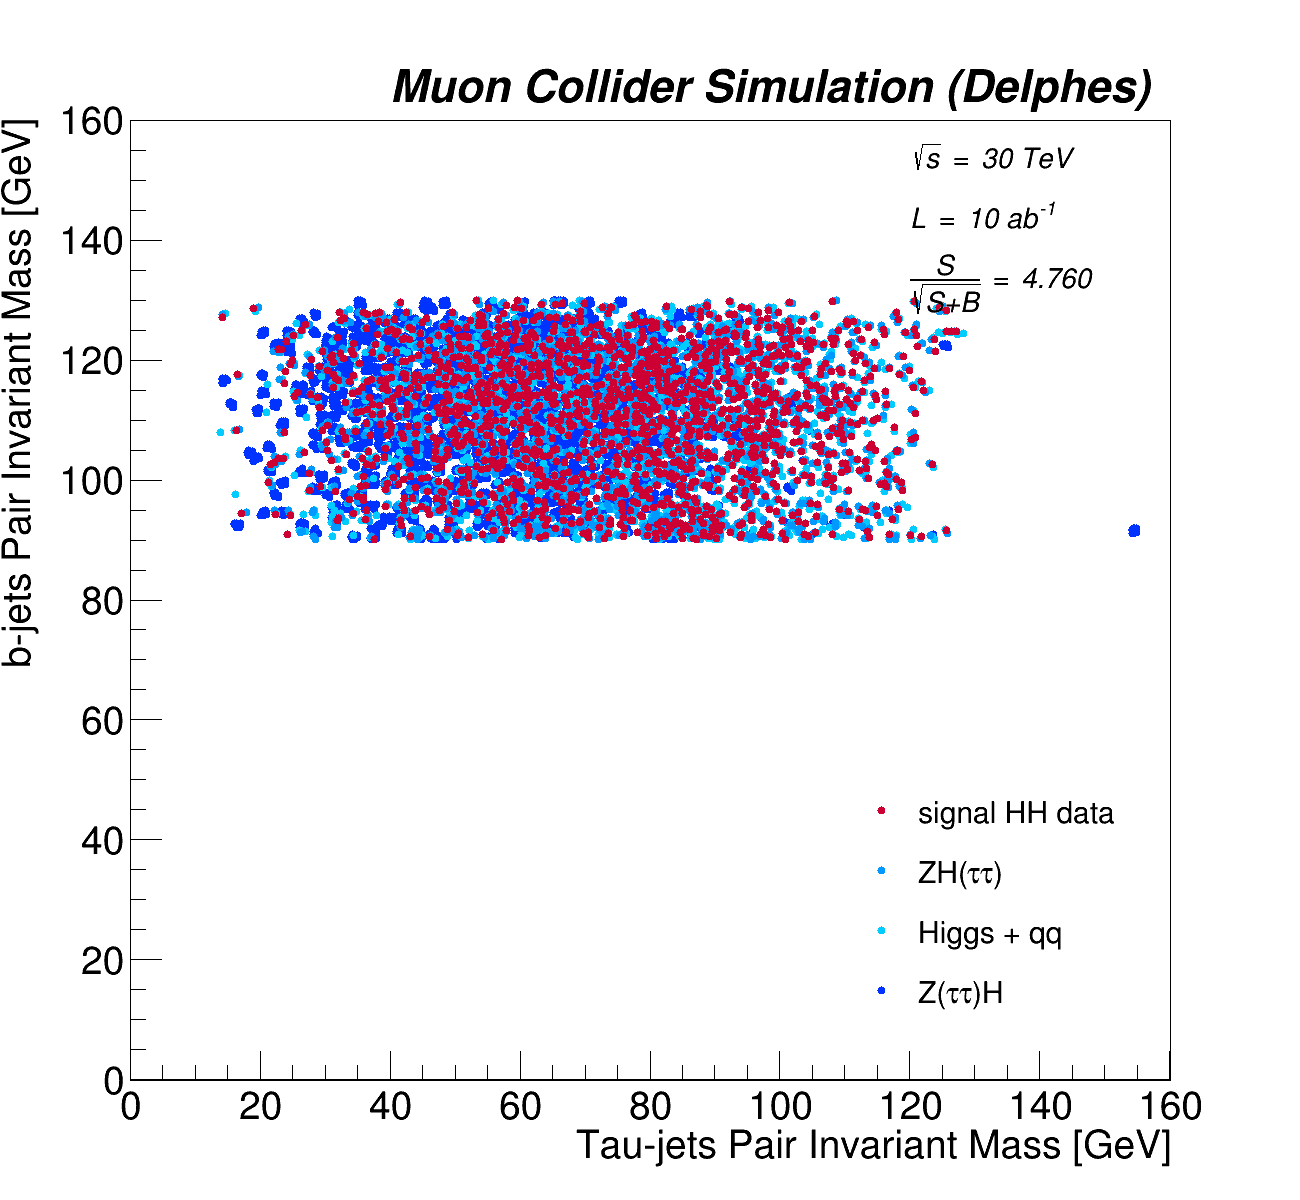 Muon Collider Simulation (Delphes)
b-jets Pair Invariant Mass [GeV]
160
140
120
100
80
60
40
20
0
√s = 30 TeV
L = 10 ab⁻¹
S/√S+B = 4.760
signal HH data
ZH(ττ)
Higgs + qq
Z(ττ)H
0 20 40 60 80 100 120 140 160
Tau-jets Pair Invariant Mass [GeV]